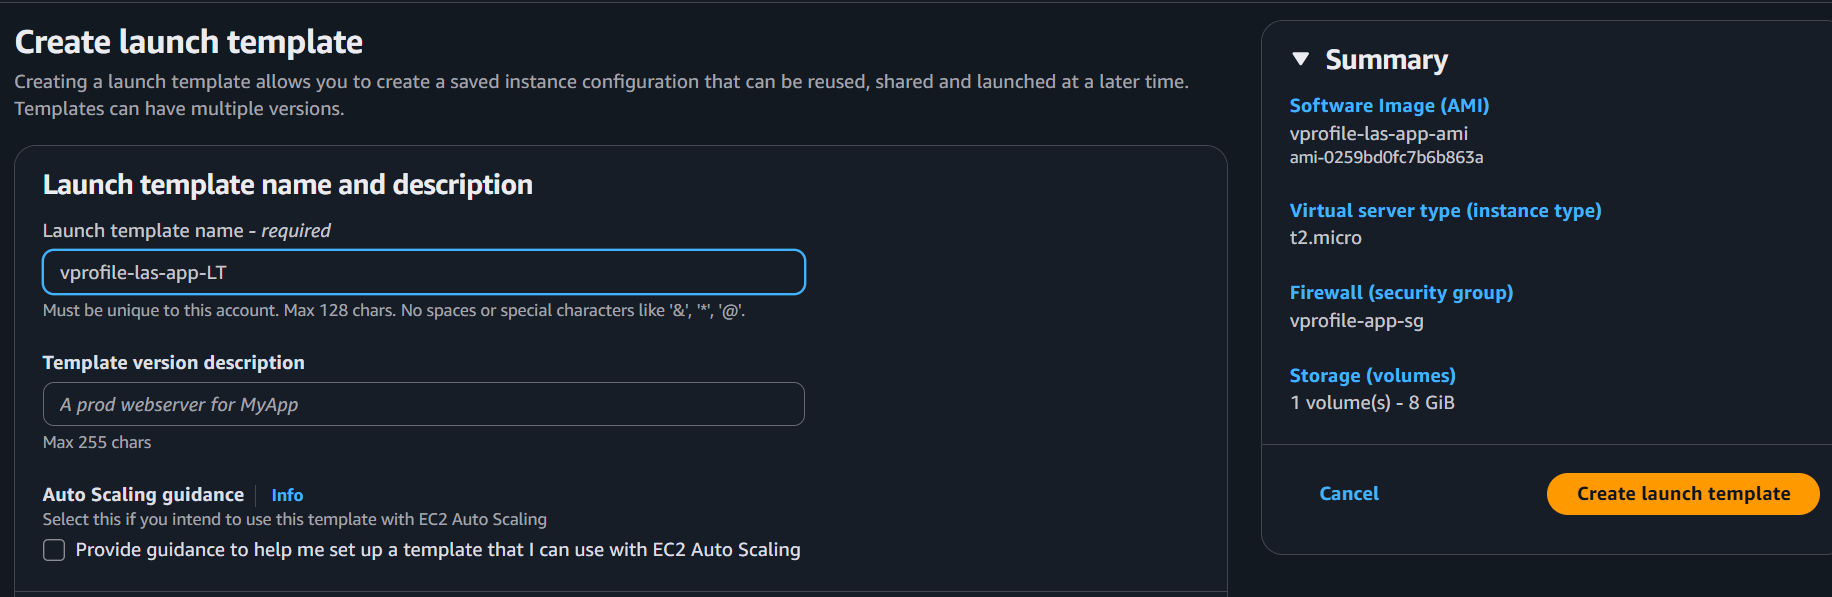 Create launch template
Creating a launch template allows you to create a saved instance configuration that can be reused, shared and launched at a later time.
Templates can have multiple versions.
Launch template name and description
Launch template name - required
vprofile-las-app-LT
Must be unique to this account. Max 128 chars. No spaces or special characters like '&', '*', '@'.
Template version description
A prod webserver for MyApp
Max 255 chars
Auto Scaling guidance
Info
Select this if you intend to use this template with EC2 Auto Scaling
Provide guidance to help me set up a template that I can use with EC2 Auto Scaling
Summary
Software Image (AMI)
vprofile-las-app-ami
ami-0259bd0fc7b6b863a
Virtual server type (instance type)
t2.micro
Firewall (security group)
vprofile-app-sg
Storage (volumes)
1 volume(s) - 8 GiB
Cancel
Create launch template